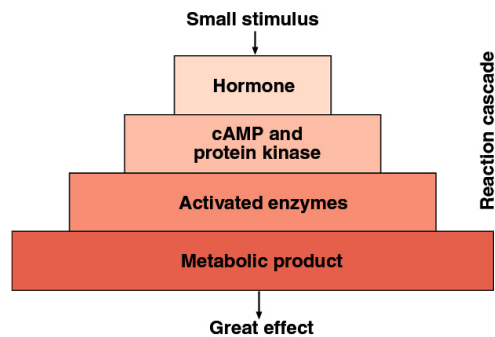 Small stimulus
Hormone
cAMP and
protein kinase
Activated enzymes
Metabolic product
Great effect
Reaction cascade